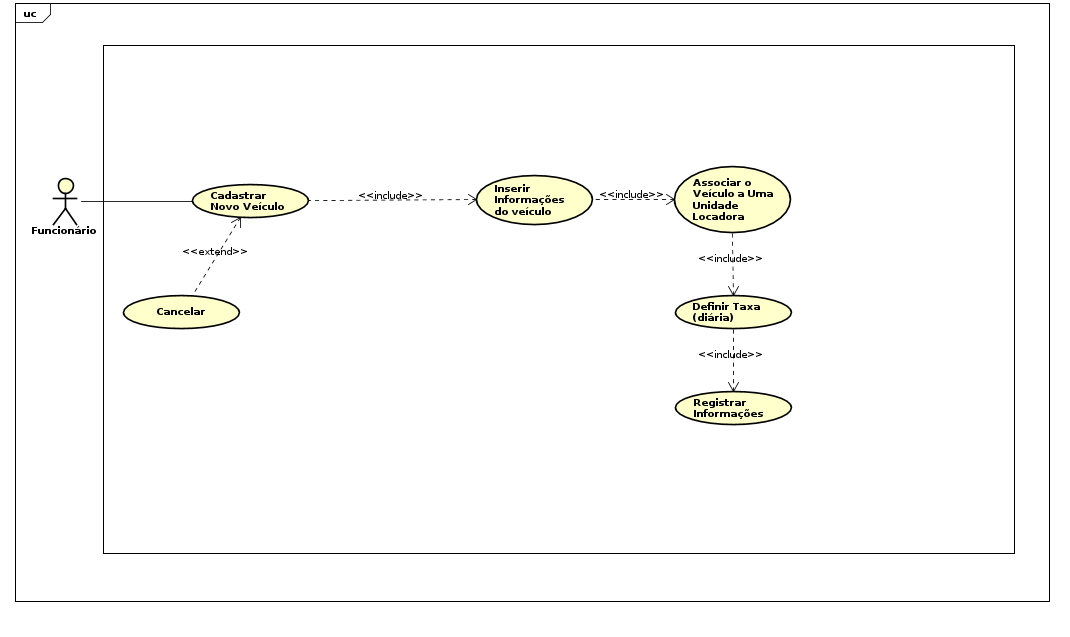 uc
Funcionário
Cadastrar
Novo Veículo
<<include>>
Inserir
Informações
do veículo
<<include>>
Associar o
Veículo a Uma
Unidade
Locadora
<<extend>>
Cancelar
<<include>>
Definir Taxa
(diária)
<<include>>
Registrar
Informações